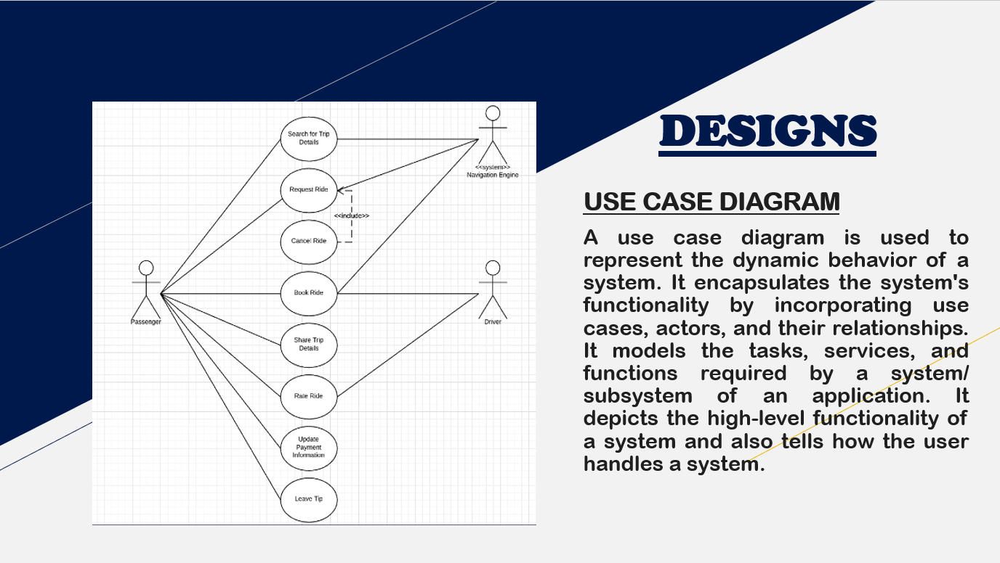 Search for Trip
Details
<<system>>
Navigation Engine
Request Ride
<<include>>
Cancel Ride
Book Ride
Passenger
Driver
Share Trip
Details
Rate Ride
Update
Payment
Information
Leave Tip
DESIGNS
USE CASE DIAGRAM
A use case diagram is used to
represent the dynamic behavior of a
system. It encapsulates the system's
functionality by incorporating use
cases, actors, and their relationships.
It models the tasks, services, and
functions required by a system/
subsystem of an application. It
depicts the high-level functionality of
a system and also tells how the user
handles a system.